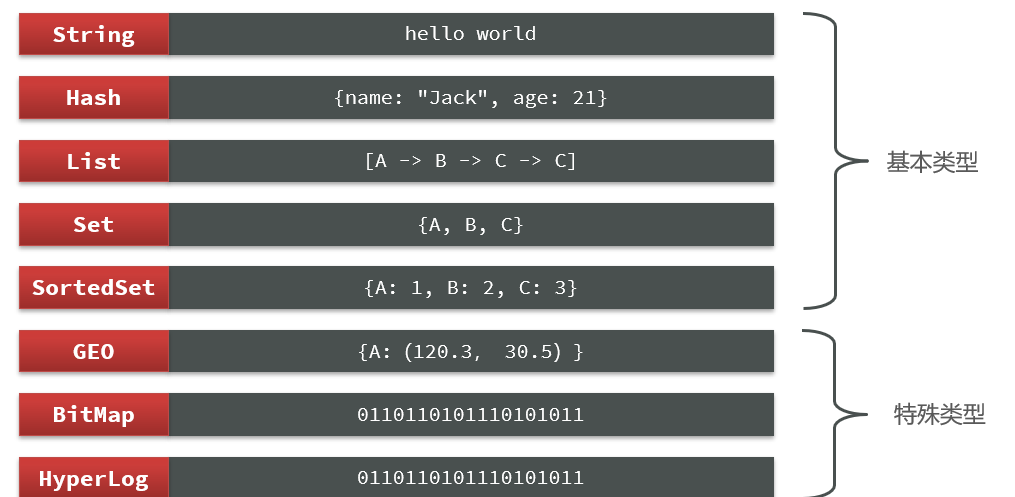 String hello world
Hash {name: "Jack", age: 21}
List [A -> B -> C -> C]
Set {A, B, C}
SortedSet {A: 1, B: 2, C: 3}
基本类型
GEO {A:（120.3,  30.5）}
BitMap 0110110101110101011
HyperLog 0110110101110101011
特殊类型